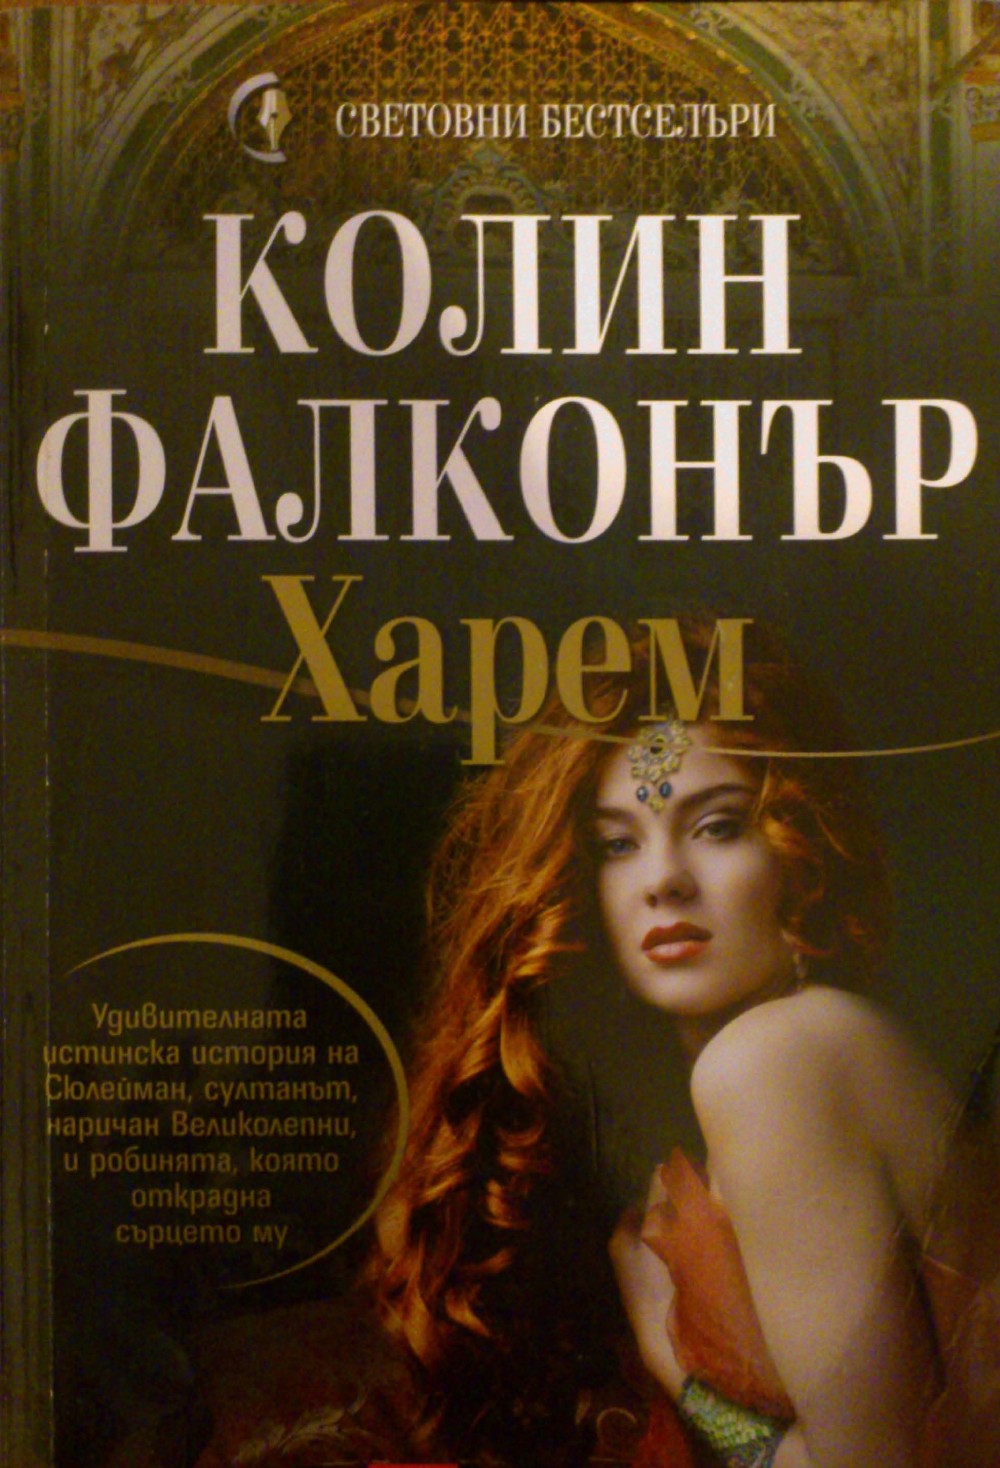 СВЕТОВНИ БЕСТСЕЛЪРИ
КОЛИН
ФАЛКОНЪР
Харем
Удивителната
истинска история на
Сюлейман, султанът,
наричан Великолепни,
и робинята, която
открадна
сърцето му